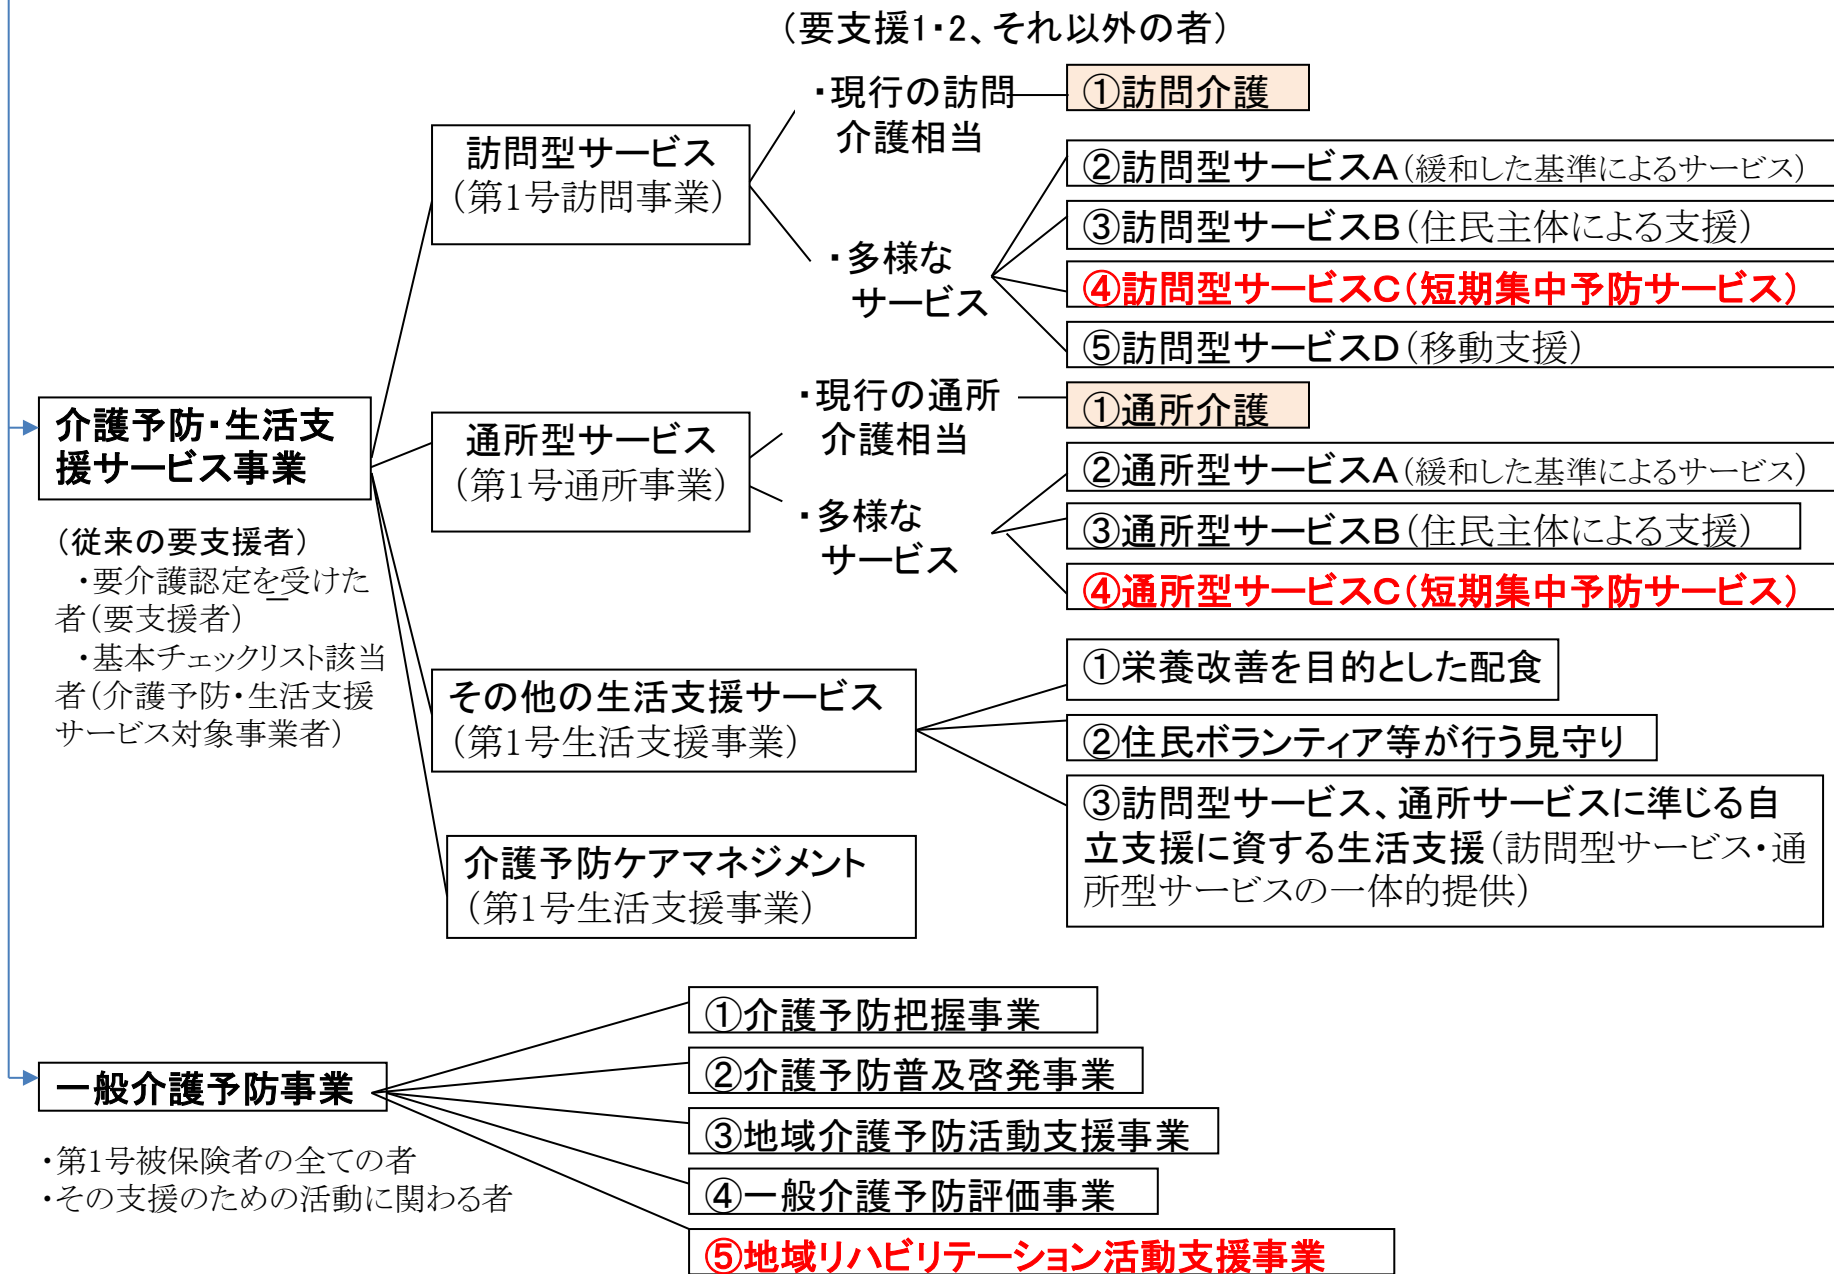 (要支援1・2、それ以外の者)
・現行の訪問
介護相当
①訪問介護
訪問型サービス
(第1号訪問事業)
・多様な
サービス
②訪問型サービスA(緩和した基準によるサービス)
③訪問型サービスB(住民主体による支援)
④訪問型サービスC(短期集中予防サービス)
⑤訪問型サービスD(移動支援)
介護予防・生活支
援サービス事業
(従来の要支援者)
・要介護認定を受けた
者(要支援者)
・基本チェックリスト該当
者(介護予防・生活支援
サービス対象事業者)
通所型サービス
(第1号通所事業)
・現行の通所
介護相当
①通所介護
・多様な
サービス
②通所型サービスA(緩和した基準によるサービス)
③通所型サービスB(住民主体による支援)
④通所型サービスC(短期集中予防サービス)
その他の生活支援サービス
(第1号生活支援事業)
①栄養改善を目的とした配食
②住民ボランティア等が行う見守り
③訪問型サービス、通所サービスに準じる自
立支援に資する生活支援(訪問型サービス・通
所型サービスの一体的提供)
介護予防ケアマネジメント
(第1号生活支援事業)
一般介護予防事業
・第1号被保険者の全ての者
・その支援のための活動に関わる者
①介護予防把握事業
②介護予防普及啓発事業
③地域介護予防活動支援事業
④一般介護予防評価事業
⑤地域リハビリテーション活動支援事業